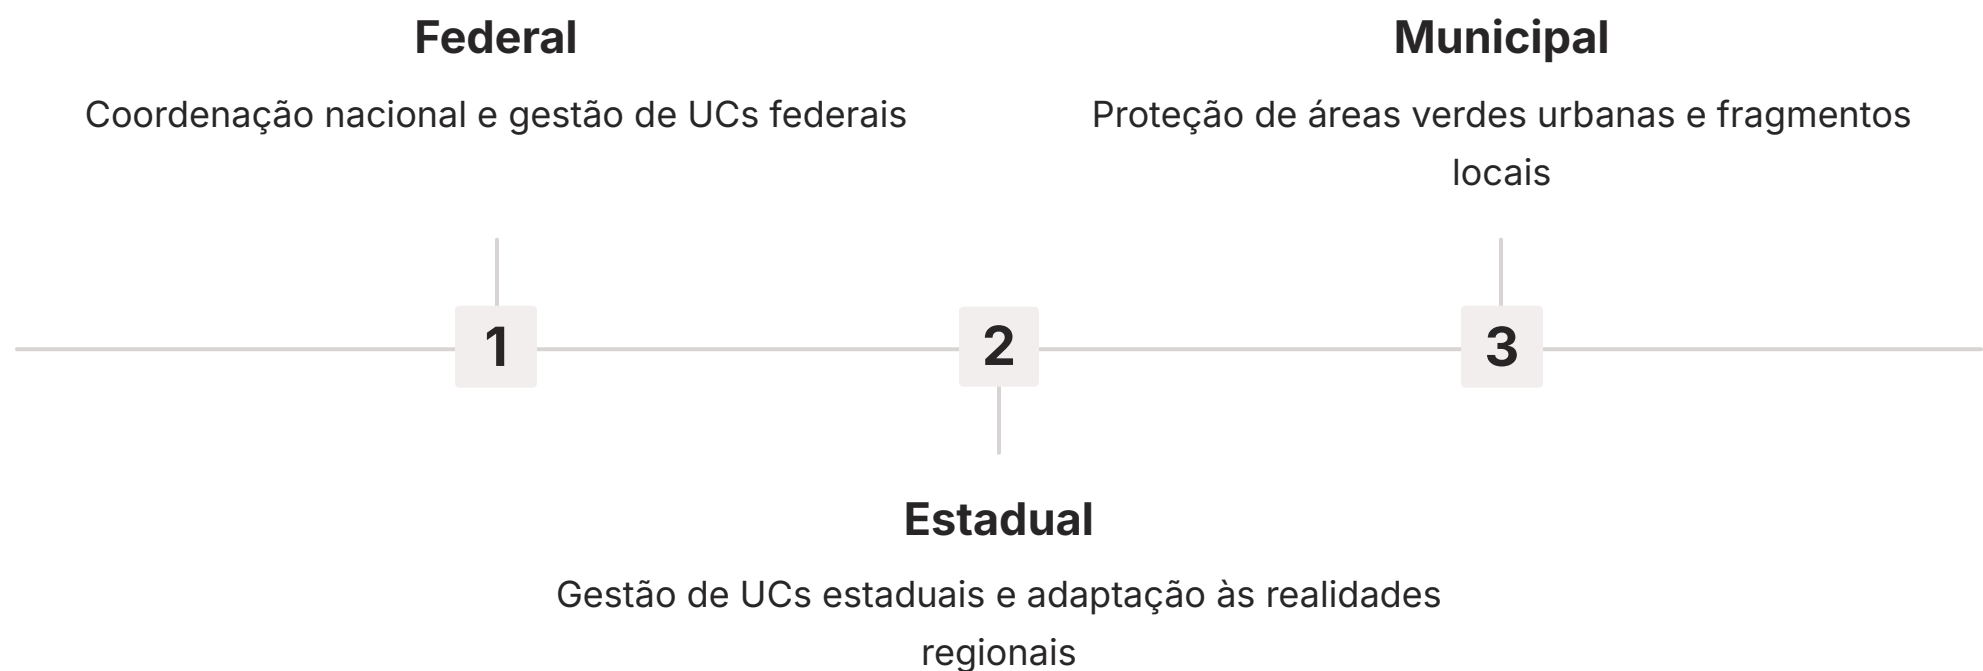 Federal
Coordenação nacional e gestão de UCs federais
Municipal
Proteção de áreas verdes urbanas e fragmentos
locais
1
2
3
Estadual
Gestão de UCs estaduais e adaptação às realidades
regionais